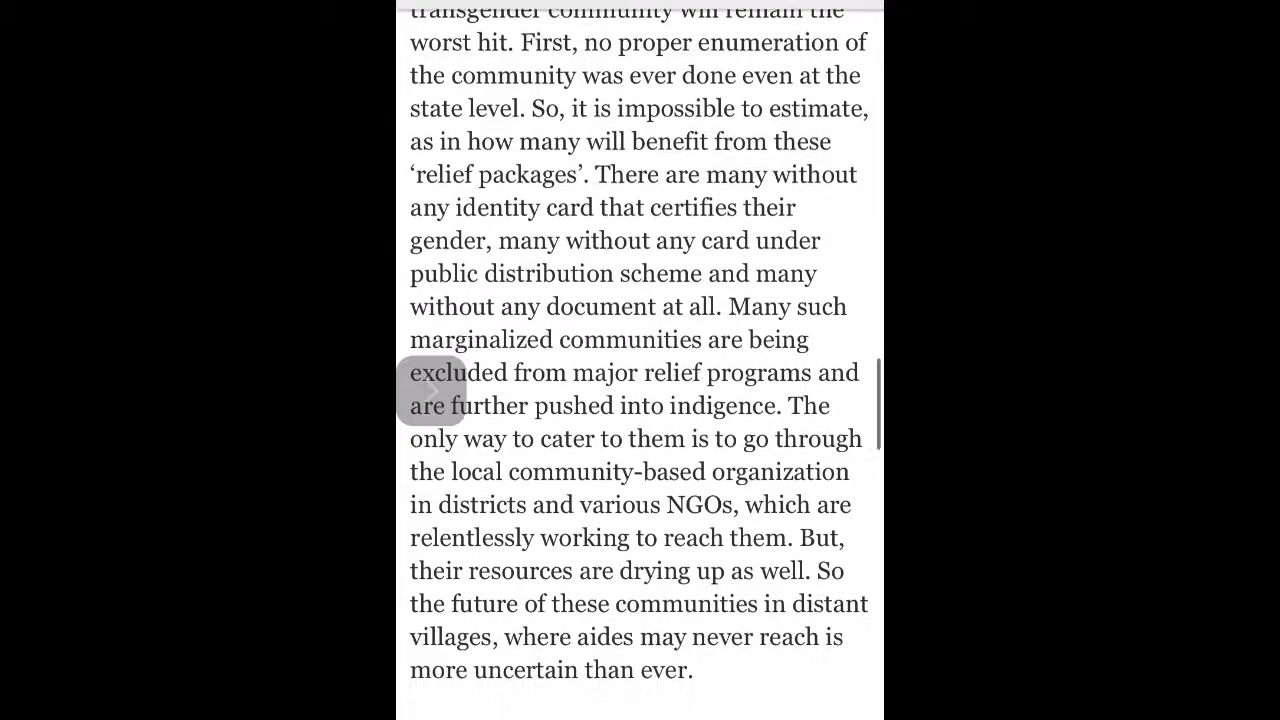 transgender community will remain the
worst hit. First, no proper enumeration of
the community was ever done even at the
state level. So, it is impossible to estimate,
as in how many will benefit from these
‘relief packages’. There are many without
any identity card that certifies their
gender, many without any card under
public distribution scheme and many
without any document at all. Many such
marginalized communities are being
excluded from major relief programs and
are further pushed into indigence. The
only way to cater to them is to go through
the local community-based organization
in districts and various NGOs, which are
relentlessly working to reach them. But,
their resources are drying up as well. So
the future of these communities in distant
villages, where aides may never reach is
more uncertain than ever.